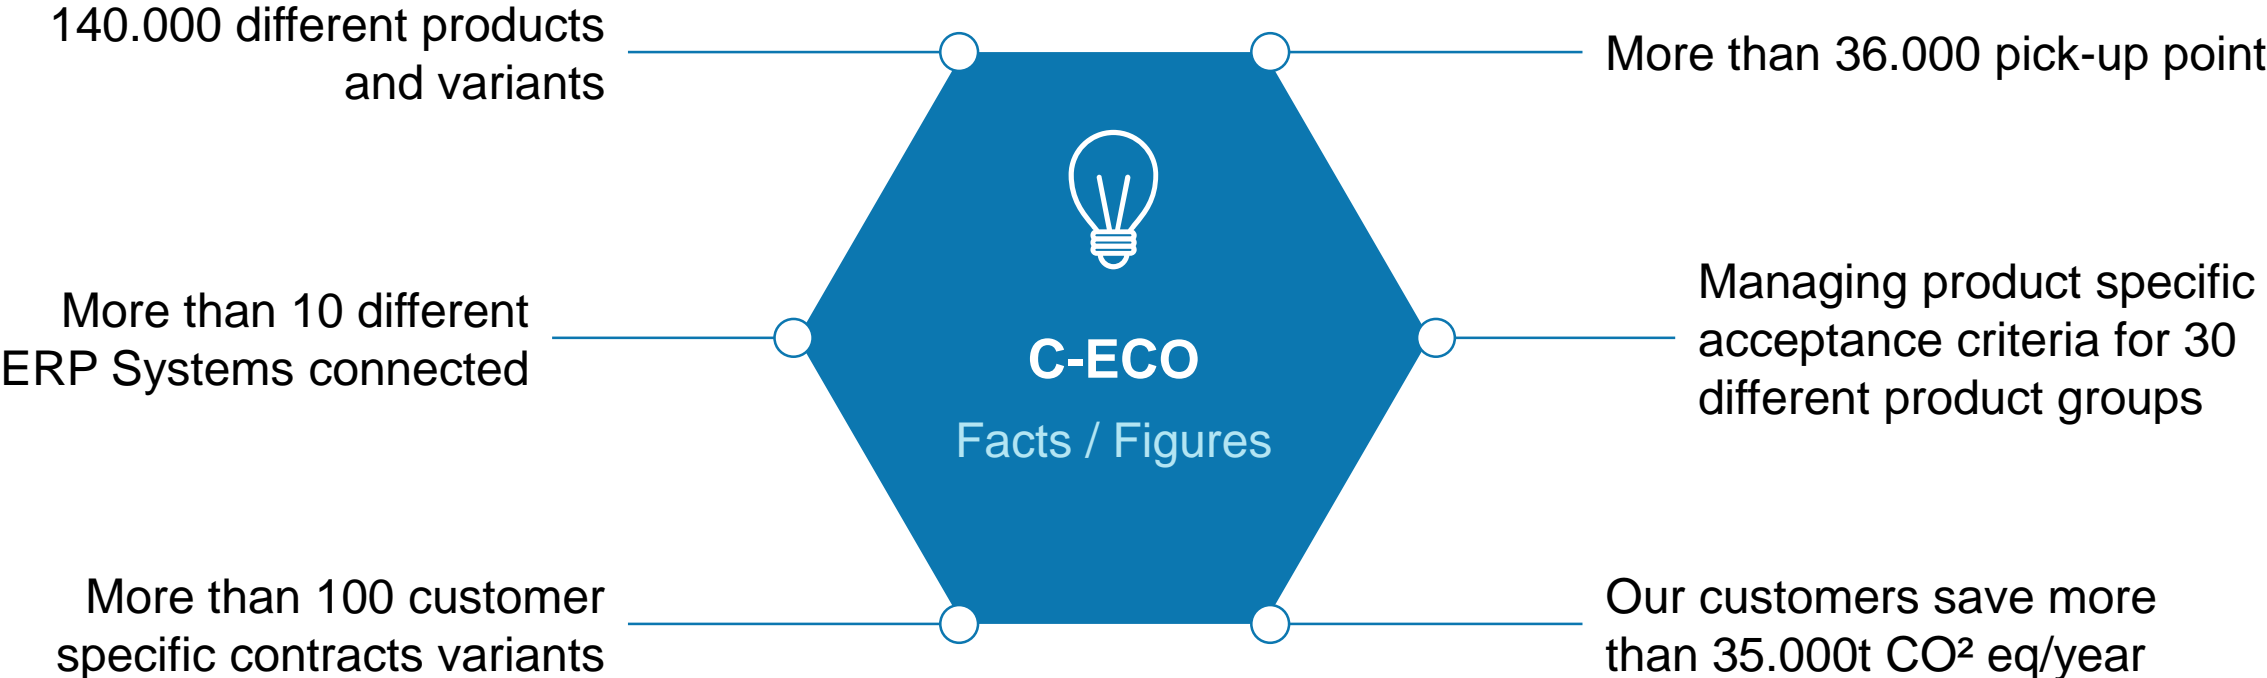 140.000 different products
and variants
More than 36.000 pick-up point
More than 10 different
ERP Systems connected
C-ECO
Facts / Figures
Managing product specific
acceptance criteria for 30
different product groups
More than 100 customer
specific contracts variants
Our customers save more
than 35.000t CO² eq/year